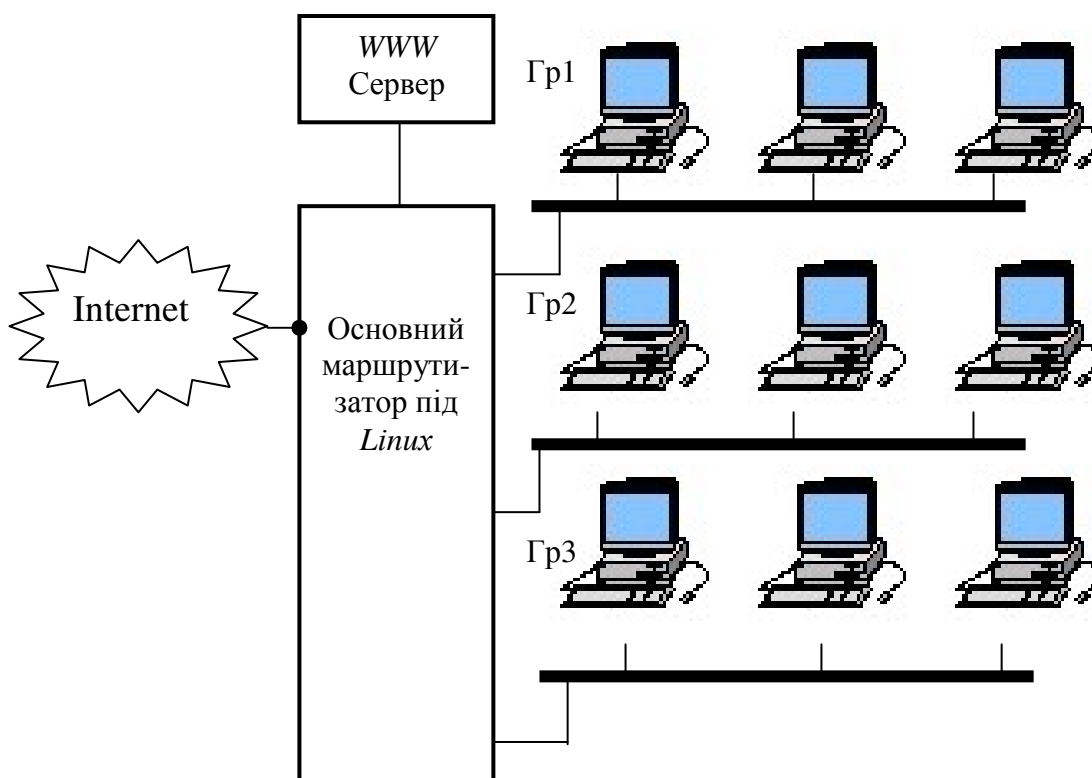 WWW
Сервер
Гр1
Internet
Гр2
Основний
маршрути-
затор під
Linux
Гр3